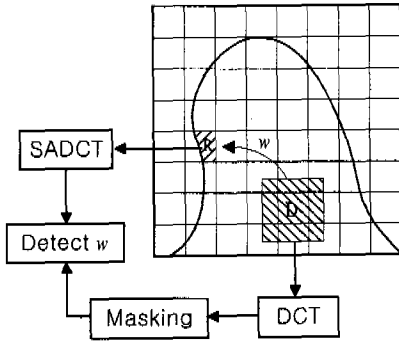 R
w
SADCT
D
Detect w
Masking
DCT